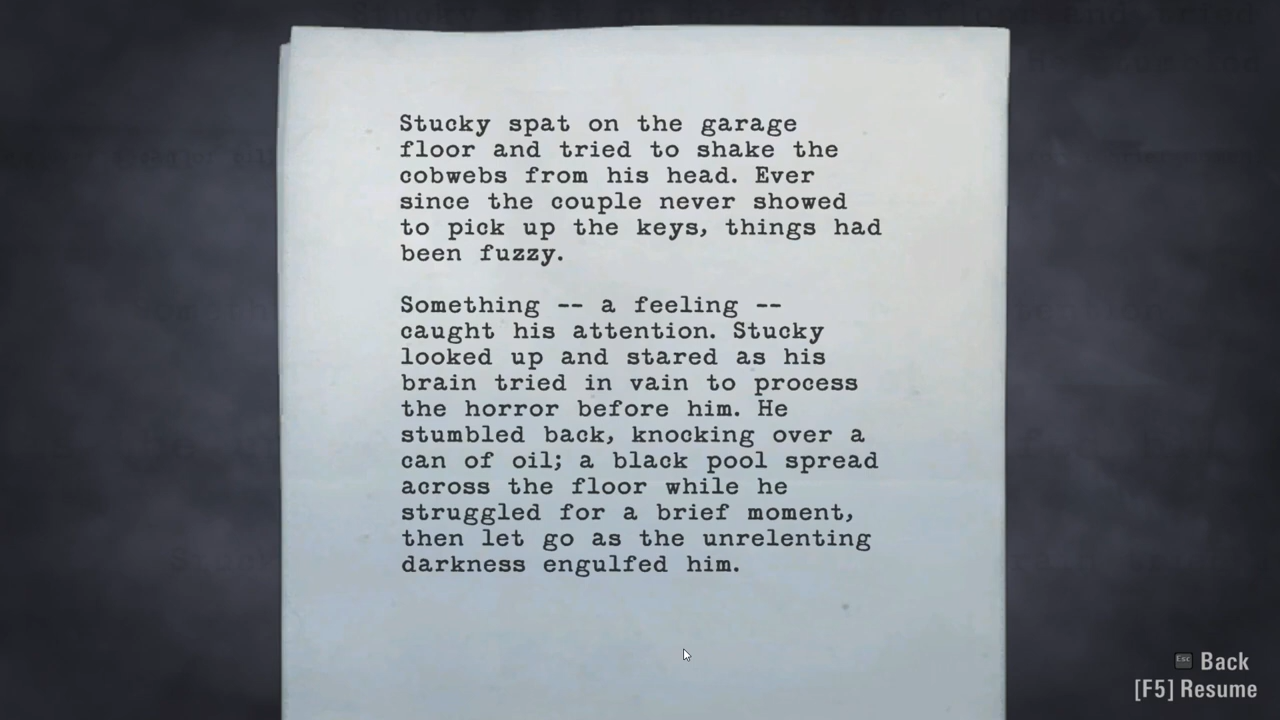 Stucky spat on the garage
floor and tried to shake the
cobwebs from his head. Ever
since the couple never showed
to pick up the keys, things had
been fuzzy.
Something -- a feeling --
caught his attention. Stucky
looked up and stared as his
brain tried in vain to process
the horror before him. He
stumbled back, knocking over a
can of oil; a black pool spread
across the floor while he
struggled for a brief moment,
then let go as the unrelenting
darkness engulfed him.
Esc Back
[F5] Resume